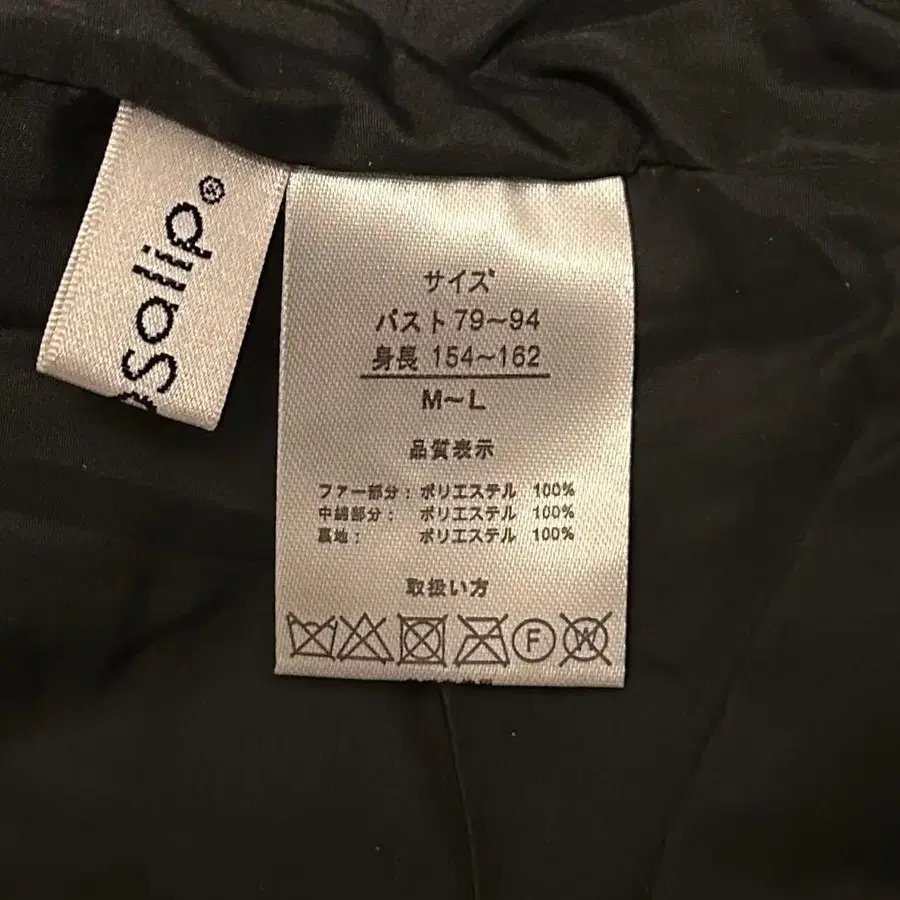 salip®
サイズ
バスト 79～94
身長 154～162
M～L
品質表示
ファー部分： ポリエステル 100%
中綿部分： ポリエステル 100%
裏地： ポリエステル 100%
取扱い方
F W